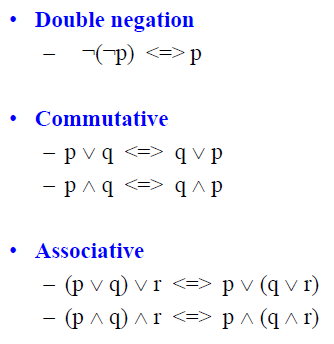 • Double negation
– ¬(¬p) <=> p
• Commutative
– p ∨ q <=> q ∨ p
– p ∧ q <=> q ∧ p
• Associative
– (p ∨ q) ∨ r <=> p ∨ (q ∨ r)
– (p ∧ q) ∧ r <=> p ∧ (q ∧ r)